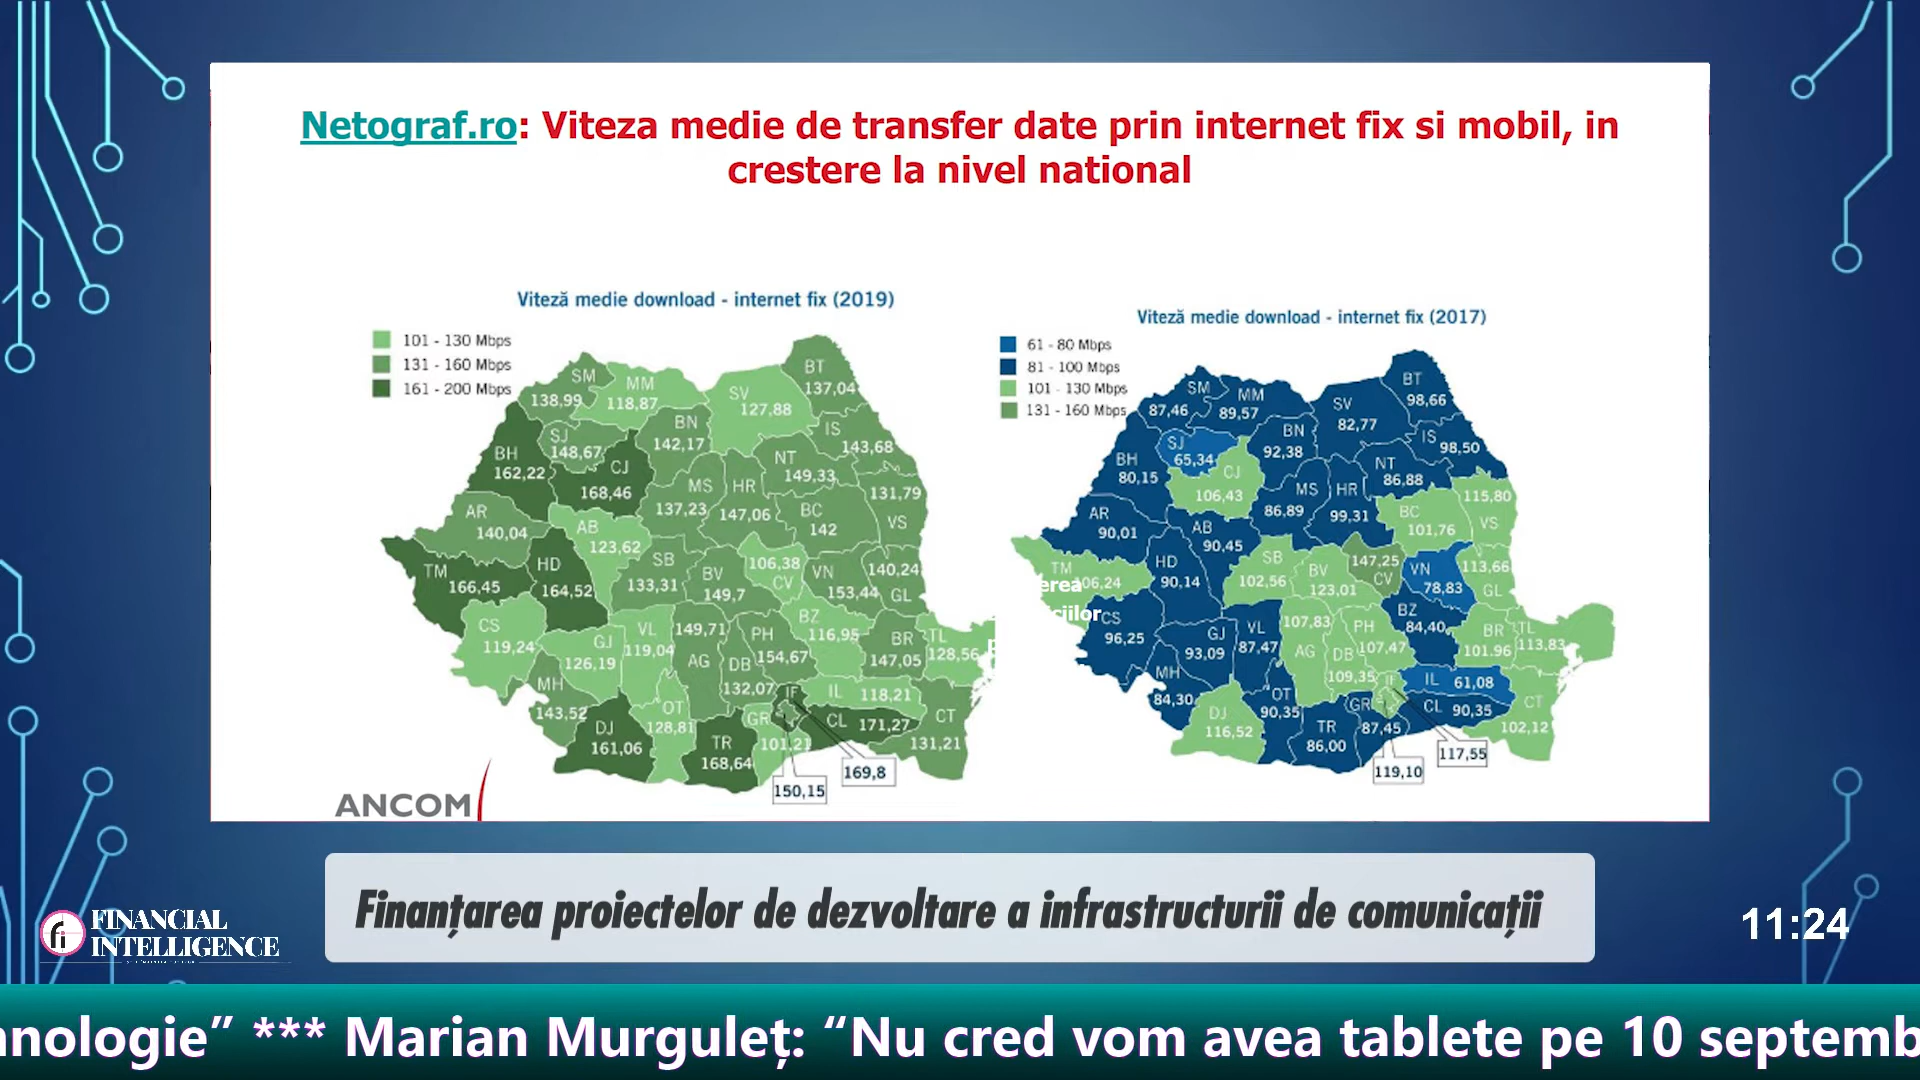 Netograf.ro: Viteza medie de transfer date prin internet fix si mobil, in
crestere la nivel national
Viteză medie download - internet fix (2019)
101 - 130 Mbps
131 - 160 Mbps
161 - 200 Mbps
SM
138,99
MM
118,87
SV
127,88
BT
137,04
SJ
148,67
BN
142,17
IS
143,68
BH
162,22
CJ
168,46
NT
149,33
MS
137,23
HR
147,06
131,79
VS
BC
142
AR
140,04
AB
123,62
TM
166,45
HD
164,52
SB
133,31
BV
149,7
106,38
CV
VN
153,44
140,24
GL
CS
119,24
GJ
126,19
VL
119,04
149,71
AG
PH
154,67
BZ
116,95
BR
147,05
TL
128,56
DB
132,07
MH
143,52
DJ
161,06
OT
128,81
TR
168,64
GR
101,21
IF
IL
118,21
CL
171,27
CT
131,21
150,15
169,8
ANCOM
Viteză medie download - internet fix (2017)
61 - 80 Mbps
81 - 100 Mbps
101 - 130 Mbps
131 - 160 Mbps
SM
87,46
MM
89,57
SV
82,77
BT
98,66
SJ
65,34
BN
92,38
IS
98,50
BH
80,15
CJ
106,43
NT
86,88
MS
86,89
HR
99,31
115,80
VS
BC
101,76
AR
90,01
AB
90,45
TM
06,24
erea
ciilor
HD
90,14
SB
102,56
BV
123,01
147,25
CV
VN
78,83
113,66
GL
CS
96,25
GJ
93,09
VL
87,47
107,83
AG
PH
107,47
BZ
84,40
BR
101,96
TL
113,83
DB
109,35
MH
84,30
DJ
116,52
OT
90,35
TR
86,00
GR
87,45
IF
IL
61,08
CL
90,35
CT
102,12
119,10
117,55
Finanțarea proiectelor de dezvoltare a infrastructurii de comunicații
fi FINANCIAL
INTELLIGENCE
11:24
hnologie” *** Marian Murguleț: “Nu cred vom avea tablete pe 10 septemb